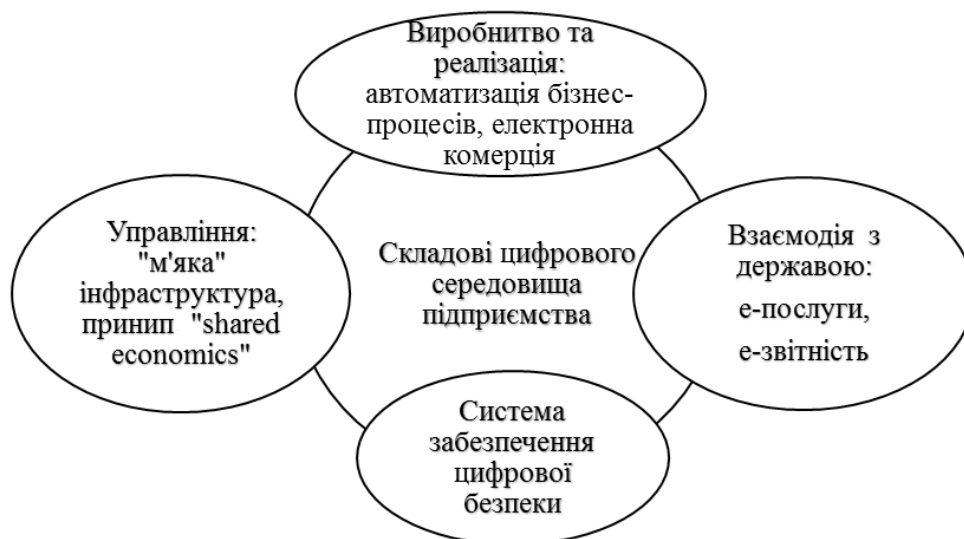 Виробнитво та
реалізація:
автоматизація бізнес-
процесів, електронна
комерція
Управління:
"м'яка"
інфраструктура,
принип "shared
economics"
Складові цифрового
середовища
підприємства
Взаємодія з
державою:
е-послуги,
е-звітність
Система
забезпечення
цифрової
безпеки